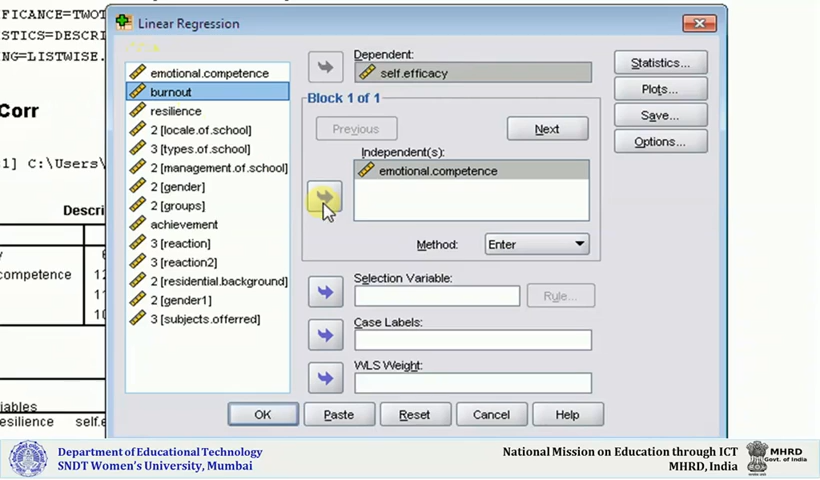 FICANCE=TWOT
STICS=DESCRI
NG=LISTWISE.
Corr
1] C:\Users\
Descri
y
competence 12
11
10
riables
esilience self.e
Linear Regression
emotional.competence
burnout
resilience
2 [locale.of.school]
3 [types.of.school]
2 [management.of.school]
2 [gender]
2 [groups]
achievement
3 [reaction]
3 [reaction2]
2 [residential.background]
2 [gender1]
3 [subjects.offerred]
Dependent:
self.efficacy
Block 1 of 1
Previous
Next
Independent(s):
emotional.competence
Method: Enter
Selection Variable:
Rule...
Case Labels:
WLS Weight:
Statistics...
Plots...
Save...
Options...
OK Paste Reset Cancel Help
Department of Educational Technology
SNDT Women's University, Mumbai
National Mission on Education through ICT
MHRD, India
MHRD
Govt. of India